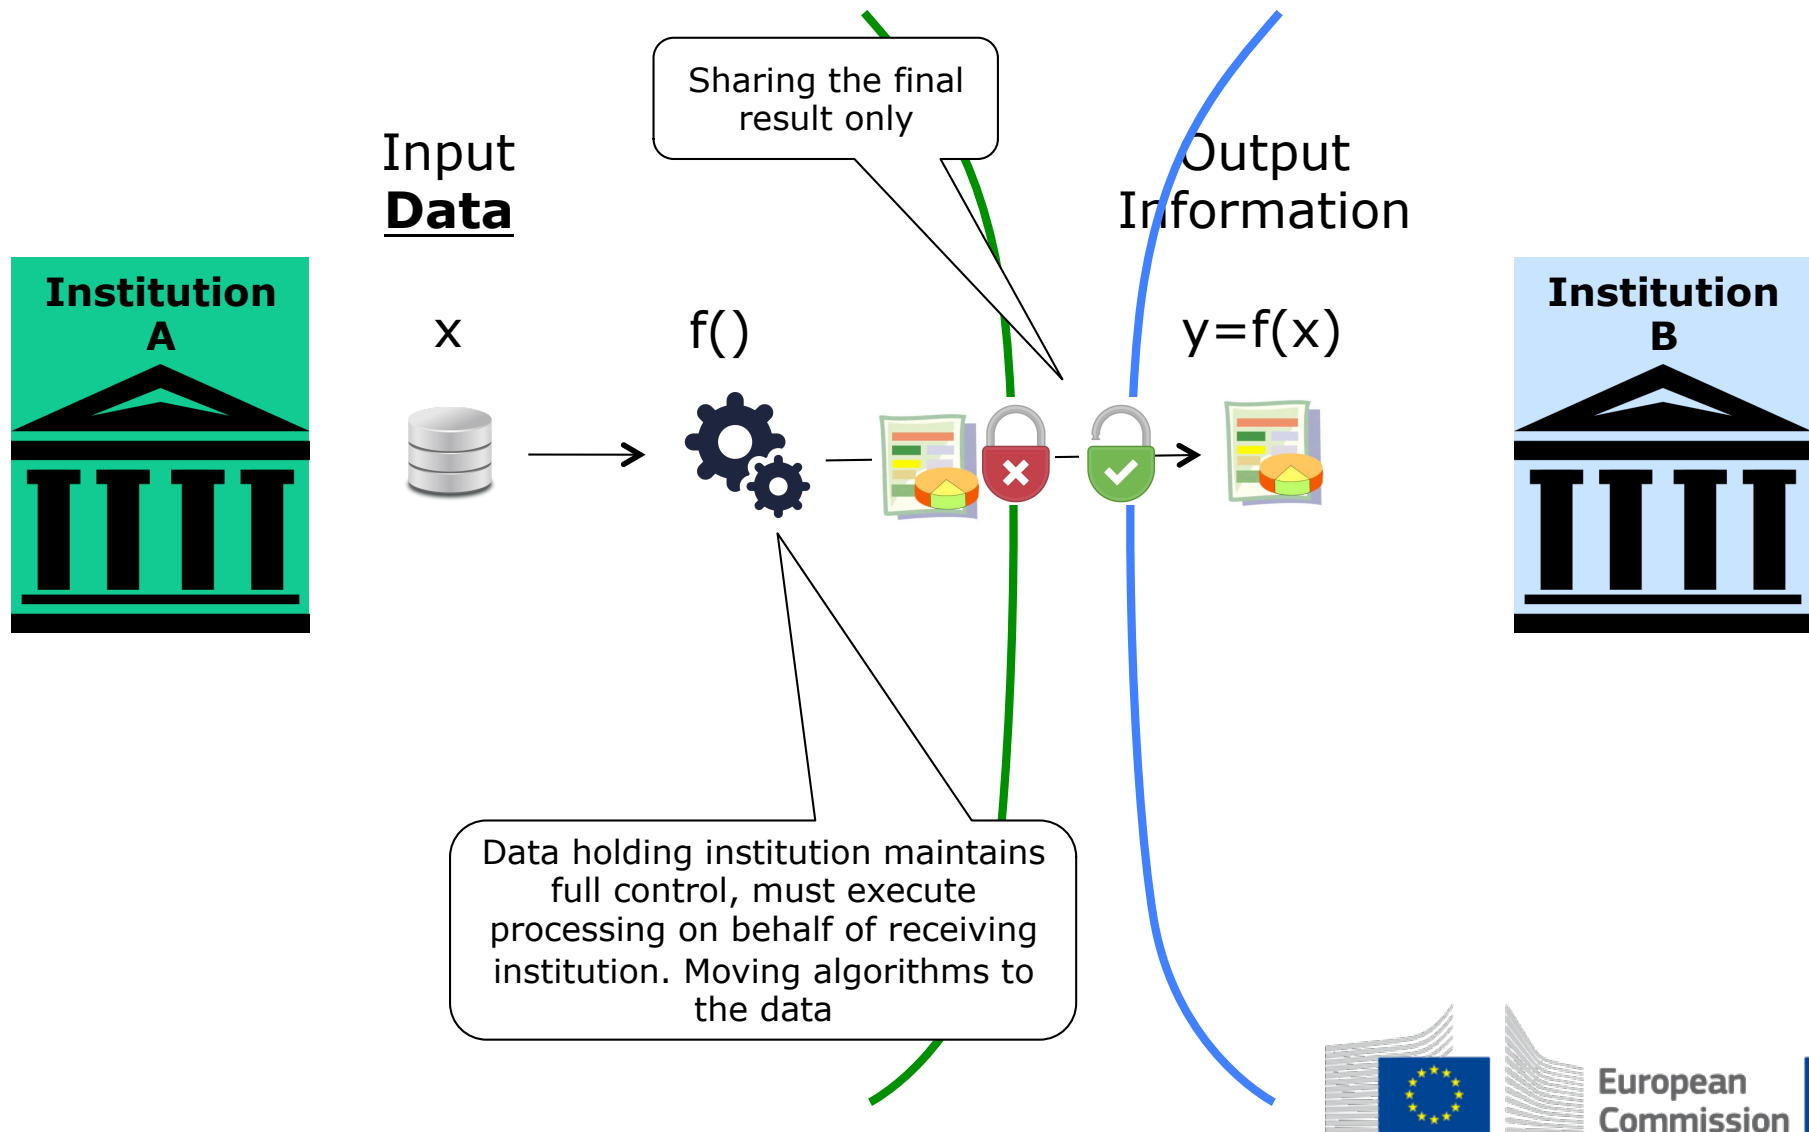 Sharing the final
result only
Input
Data
Output
Information
Institution
A
x
f()
y=f(x)
Institution
B
Data holding institution maintains
full control, must execute
processing on behalf of receiving
institution. Moving algorithms to
the data
European
Commission